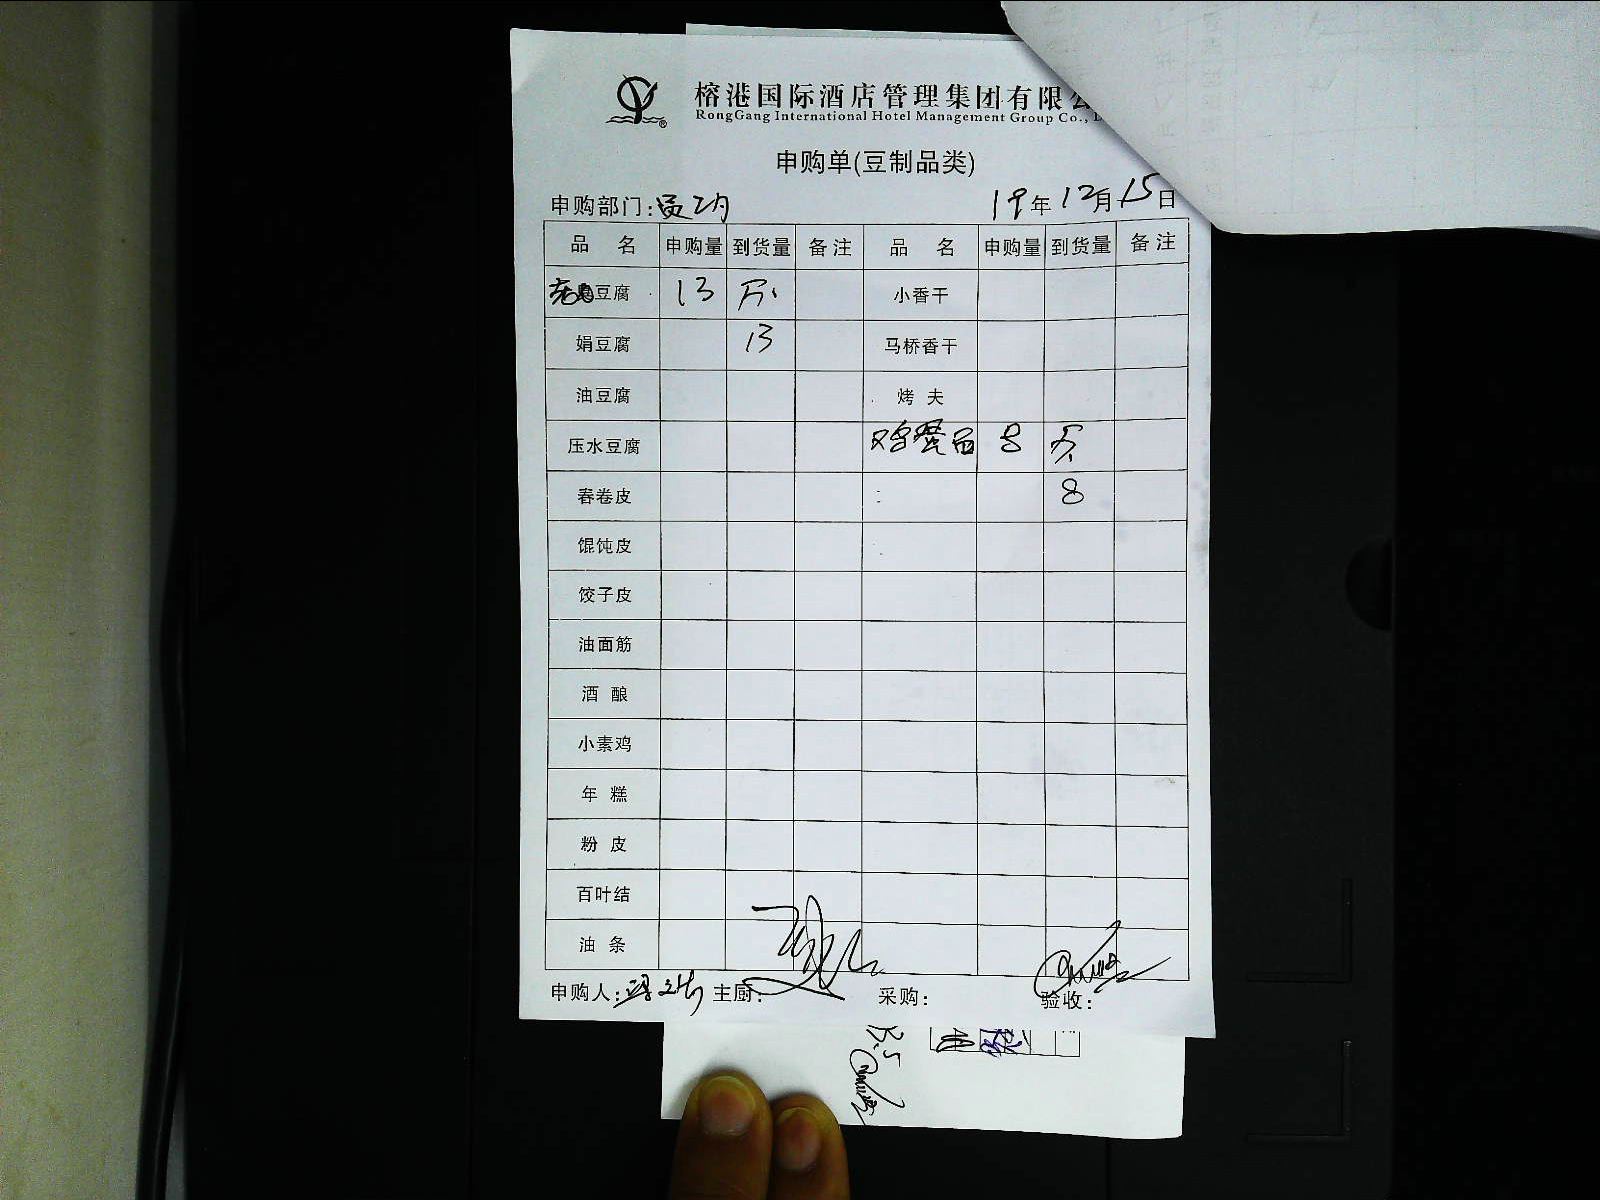 榕港国际酒店管理集团有限公
RongGang International Hotel Management Group Co.,
申购单(豆制品类)
申购部门: 19年12月15日
品 名 申购量 到货量 备注 品 名 申购量 到货量 备注
豆腐 13 小香干
娟豆腐 13 马桥香干
油豆腐 烤 夫
压水豆腐 鸡蛋 8
春卷皮 8
馄饨皮
饺子皮
油面筋
酒 酿
小素鸡
年 糕
粉 皮
百叶结
油 条
申购人: 主厨: 采购: 验收: